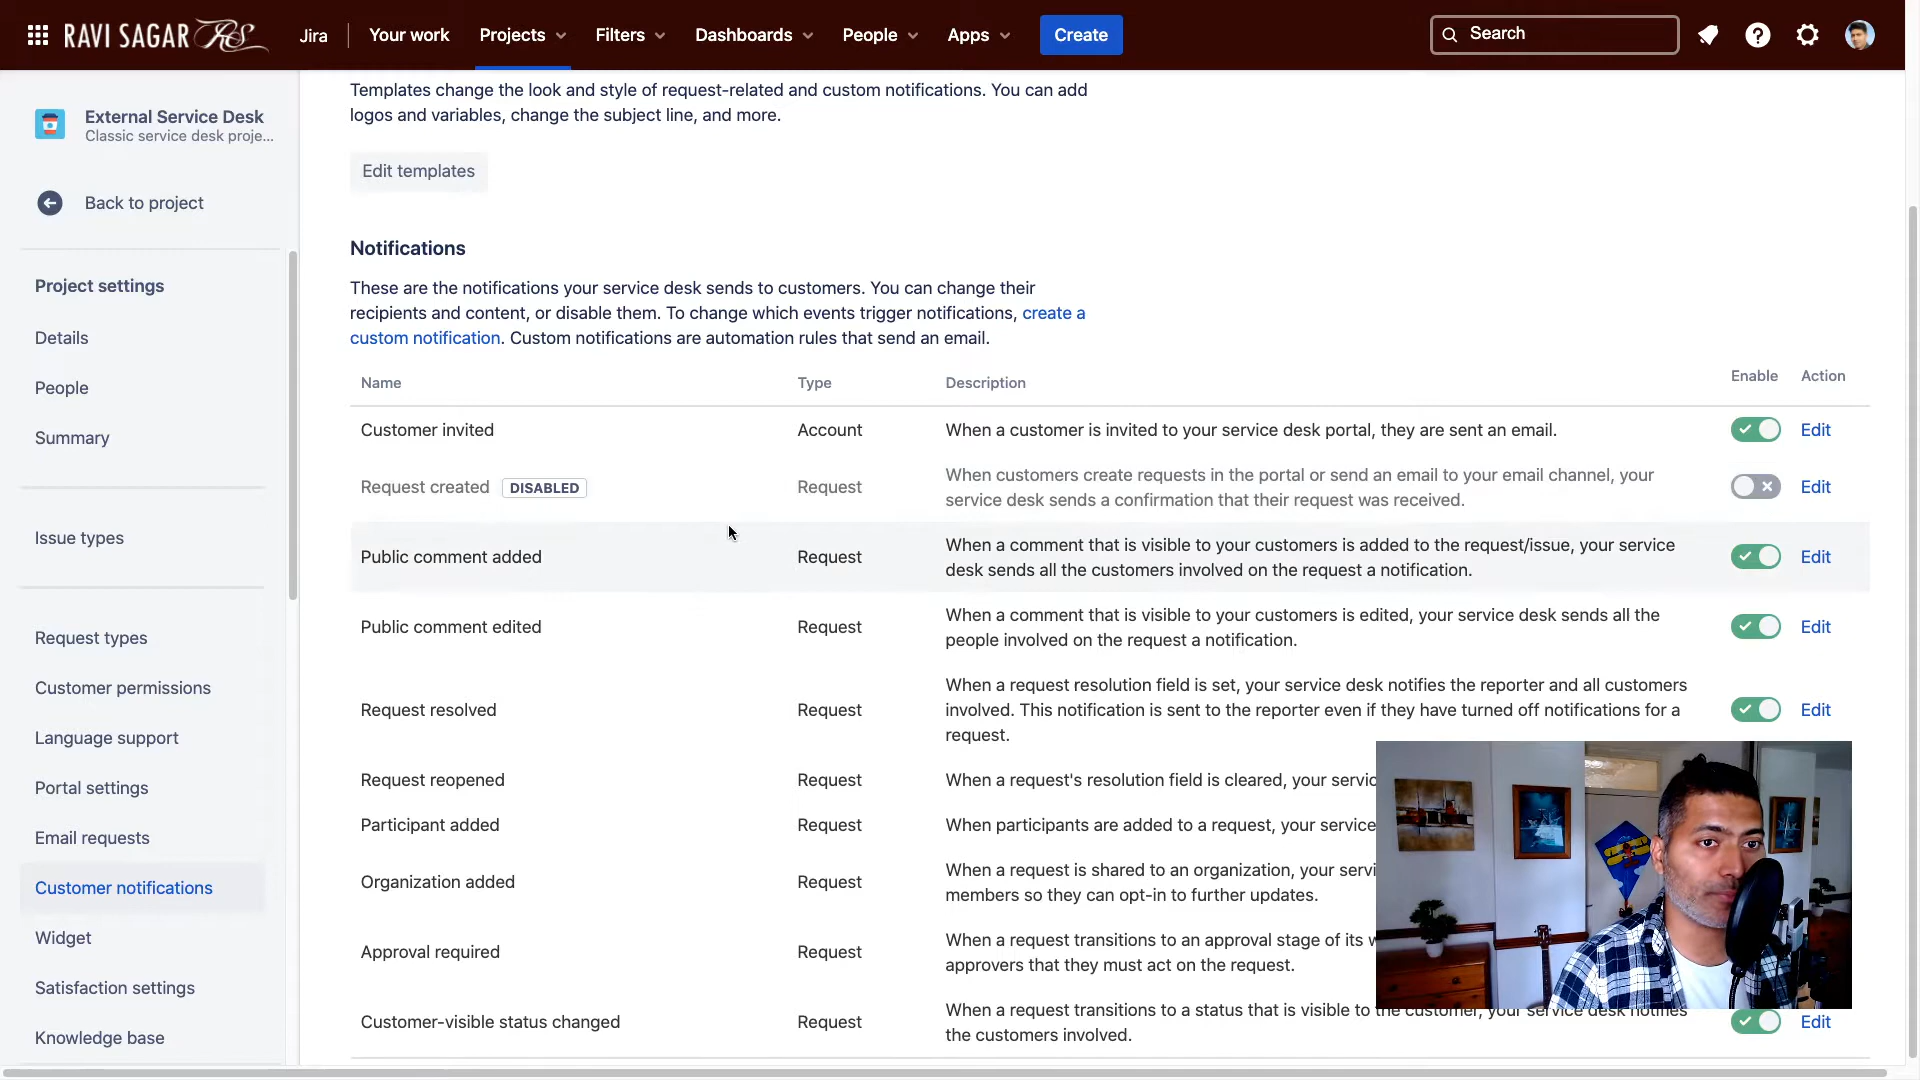 RAVI SAGAR RS
Jira
Your work
Projects
Filters
Dashboards
People
Apps
Create
Search
External Service Desk
Classic service desk proje...
Back to project
Project settings
Details
People
Summary
Issue types
Request types
Customer permissions
Language support
Portal settings
Email requests
Customer notifications
Widget
Satisfaction settings
Knowledge base
Templates change the look and style of request-related and custom notifications. You can add
logos and variables, change the subject line, and more.
Edit templates
Notifications
These are the notifications your service desk sends to customers. You can change their
recipients and content, or disable them. To change which events trigger notifications, create a
custom notification. Custom notifications are automation rules that send an email.
Name Type Description Enable Action
Customer invited Account When a customer is invited to your service desk portal, they are sent an email. Edit
Request created DISABLED Request When customers create requests in the portal or send an email to your email channel, your
service desk sends a confirmation that their request was received. Edit
Public comment added Request When a comment that is visible to your customers is added to the request/issue, your service
desk sends all the customers involved on the request a notification. Edit
Public comment edited Request When a comment that is visible to your customers is edited, your service desk sends all the
people involved on the request a notification. Edit
Request resolved Request When a request resolution field is set, your service desk notifies the reporter and all customers
involved. This notification is sent to the reporter even if they have turned off notifications for a
request. Edit
Request reopened Request When a request's resolution field is cleared, your servic
Participant added Request When participants are added to a request, your service
Organization added Request When a request is shared to an organization, your servi
members so they can opt-in to further updates.
Approval required Request When a request transitions to an approval stage of its w
approvers that they must act on the request.
Customer-visible status changed Request When a request transitions to a status that is visible to the customer, your service desk notifies
the customers involved. Edit